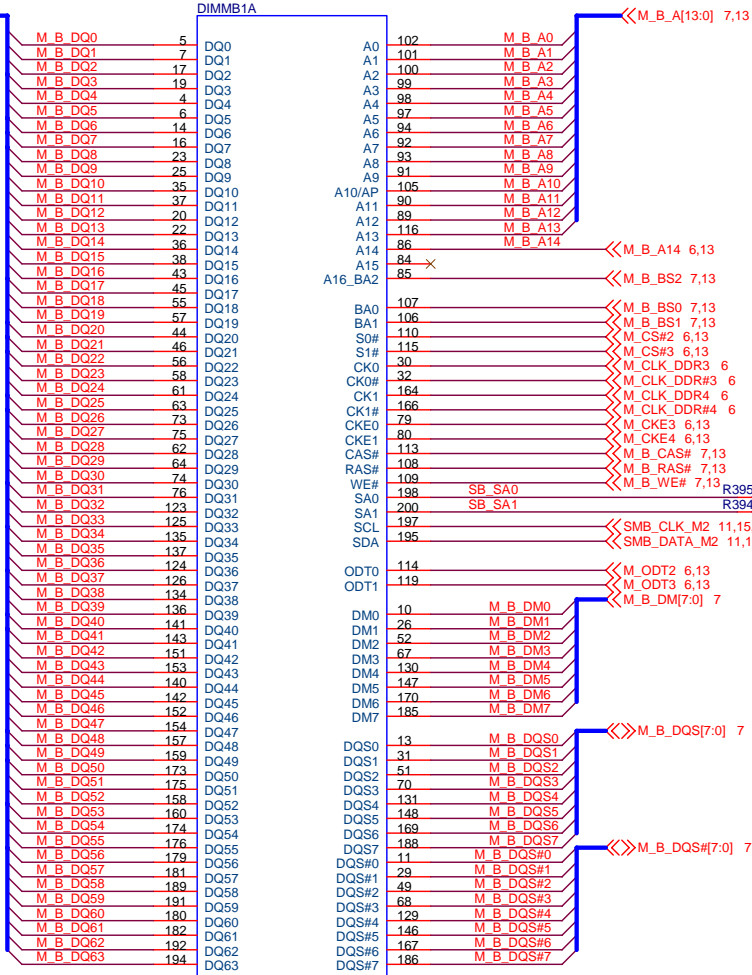 DIMMB1A
M_B_DQ0 5 DQ0
M_B_DQ1 7 DQ1
M_B_DQ2 17 DQ2
M_B_DQ3 19 DQ3
M_B_DQ4 4 DQ4
M_B_DQ5 6 DQ5
M_B_DQ6 14 DQ6
M_B_DQ7 16 DQ7
M_B_DQ8 23 DQ8
M_B_DQ9 25 DQ9
M_B_DQ10 35 DQ10
M_B_DQ11 37 DQ11
M_B_DQ12 20 DQ12
M_B_DQ13 22 DQ13
M_B_DQ14 36 DQ14
M_B_DQ15 38 DQ15
M_B_DQ16 43 DQ16
M_B_DQ17 45 DQ17
M_B_DQ18 55 DQ18
M_B_DQ19 57 DQ19
M_B_DQ20 44 DQ20
M_B_DQ21 46 DQ21
M_B_DQ22 56 DQ22
M_B_DQ23 58 DQ23
M_B_DQ24 61 DQ24
M_B_DQ25 63 DQ25
M_B_DQ26 73 DQ26
M_B_DQ27 75 DQ27
M_B_DQ28 62 DQ28
M_B_DQ29 64 DQ29
M_B_DQ30 74 DQ30
M_B_DQ31 76 DQ31
M_B_DQ32 123 DQ32
M_B_DQ33 125 DQ33
M_B_DQ34 135 DQ34
M_B_DQ35 137 DQ35
M_B_DQ36 124 DQ36
M_B_DQ37 126 DQ37
M_B_DQ38 134 DQ38
M_B_DQ39 136 DQ39
M_B_DQ40 141 DQ40
M_B_DQ41 143 DQ41
M_B_DQ42 151 DQ42
M_B_DQ43 153 DQ43
M_B_DQ44 140 DQ44
M_B_DQ45 142 DQ45
M_B_DQ46 152 DQ46
M_B_DQ47 154 DQ47
M_B_DQ48 157 DQ48
M_B_DQ49 159 DQ49
M_B_DQ50 173 DQ50
M_B_DQ51 175 DQ51
M_B_DQ52 158 DQ52
M_B_DQ53 160 DQ53
M_B_DQ54 174 DQ54
M_B_DQ55 176 DQ55
M_B_DQ56 179 DQ56
M_B_DQ57 181 DQ57
M_B_DQ58 189 DQ58
M_B_DQ59 191 DQ59
M_B_DQ60 180 DQ60
M_B_DQ61 182 DQ61
M_B_DQ62 192 DQ62
M_B_DQ63 194 DQ63
M_B_A[13:0] 7,13
A0 102 M_B_A0
A1 101 M_B_A1
A2 100 M_B_A2
A3 99 M_B_A3
A4 98 M_B_A4
A5 97 M_B_A5
A6 94 M_B_A6
A7 92 M_B_A7
A8 93 M_B_A8
A9 91 M_B_A9
A10/AP 105 M_B_A10
A11 90 M_B_A11
A12 89 M_B_A12
A13 116 M_B_A13
A14 86 M_B_A14 M_B_A14 6,13
A15 84
A16_BA2 85 M_B_BS2 7,13
BA0 107 M_B_BS0 7,13
BA1 106 M_B_BS1 7,13
S0# 110 M_CS#2 6,13
S1# 115 M_CS#3 6,13
CK0 30 M_CLK_DDR3 6
CK0# 32 M_CLK_DDR#3 6
CK1 164 M_CLK_DDR4 6
CK1# 166 M_CLK_DDR#4 6
CKE0 79 M_CKE3 6,13
CKE1 80 M_CKE4 6,13
CAS# 113 M_B_CAS# 7,13
RAS# 108 M_B_RAS# 7,13
WE# 109 M_B_WE# 7,13
SA0 198 SB_SA0 R395
SA1 200 SB_SA1 R394
SCL 197 SMB_CLK_M2 11,15
SDA 195 SMB_DATA_M2 11,1
ODT0 114 M_ODT2 6,13
ODT1 119 M_ODT3 6,13
M_B_DM[7:0] 7
DM0 10 M_B_DM0
DM1 26 M_B_DM1
DM2 52 M_B_DM2
DM3 67 M_B_DM3
DM4 130 M_B_DM4
DM5 147 M_B_DM5
DM6 170 M_B_DM6
DM7 185 M_B_DM7
M_B_DQS[7:0] 7
DQS0 13 M_B_DQS0
DQS1 31 M_B_DQS1
DQS2 51 M_B_DQS2
DQS3 70 M_B_DQS3
DQS4 131 M_B_DQS4
DQS5 148 M_B_DQS5
DQS6 169 M_B_DQS6
DQS7 188 M_B_DQS7
M_B_DQS#[7:0] 7
DQS#0 11 M_B_DQS#0
DQS#1 29 M_B_DQS#1
DQS#2 49 M_B_DQS#2
DQS#3 68 M_B_DQS#3
DQS#4 129 M_B_DQS#4
DQS#5 146 M_B_DQS#5
DQS#6 167 M_B_DQS#6
DQS#7 186 M_B_DQS#7